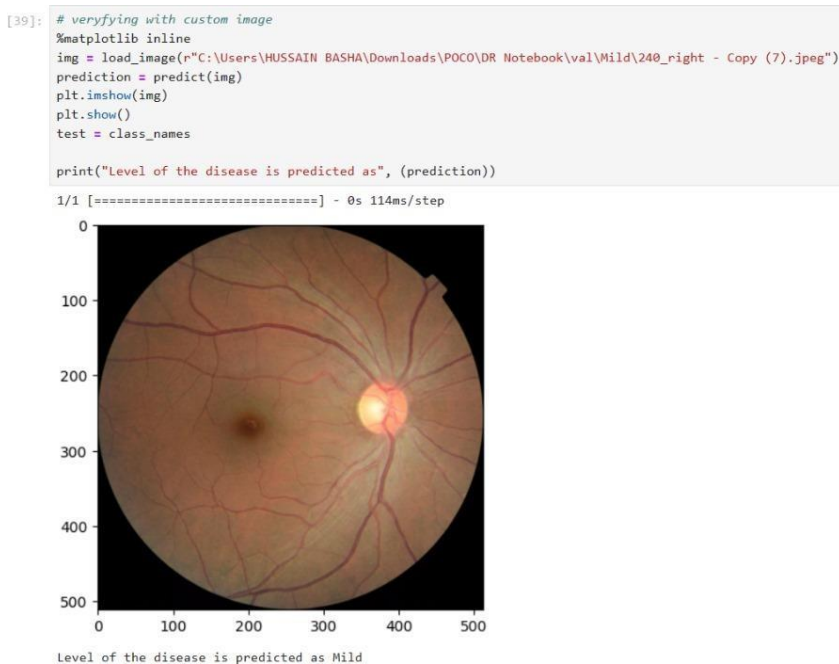 [39]: # veryfying with custom image
%matplotlib inline
img = load_image(r"C:\Users\HUSSAIN BASHA\Downloads\POCO\DR Notebook\val\Mild\240_right - Copy (7).jpeg")
prediction = predict(img)
plt.imshow(img)
plt.show()
test = class_names
print("Level of the disease is predicted as", (prediction))
1/1 [==============================] - 0s 114ms/step
0
100
200
300
400
500
0 100 200 300 400 500
Level of the disease is predicted as Mild